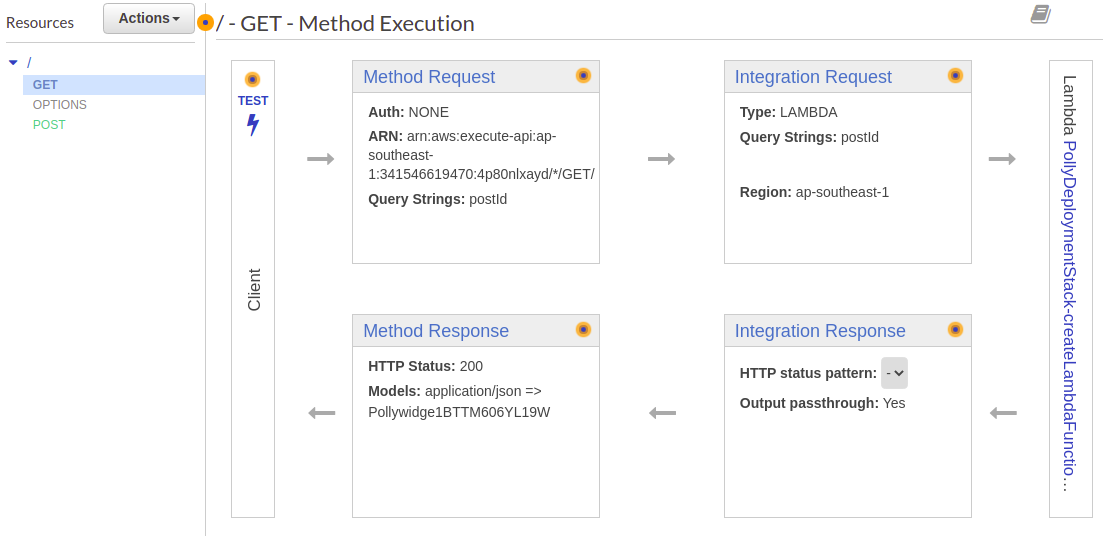 Resources
Actions
/ - GET - Method Execution
/
GET
OPTIONS
POST
TEST
Client
Method Request
Auth: NONE
ARN: arn:aws:execute-api:ap-
southeast-
1:341546619470:4p80nlxayd/*/GET/
Query Strings: postId
Integration Request
Type: LAMBDA
Query Strings: postId
Region: ap-southeast-1
Lambda PollyDeploymentStack-createLambdaFunctio…
Method Response
HTTP Status: 200
Models: application/json =>
Pollywidge1BTTM606YL19W
Integration Response
HTTP status pattern: -
Output passthrough: Yes